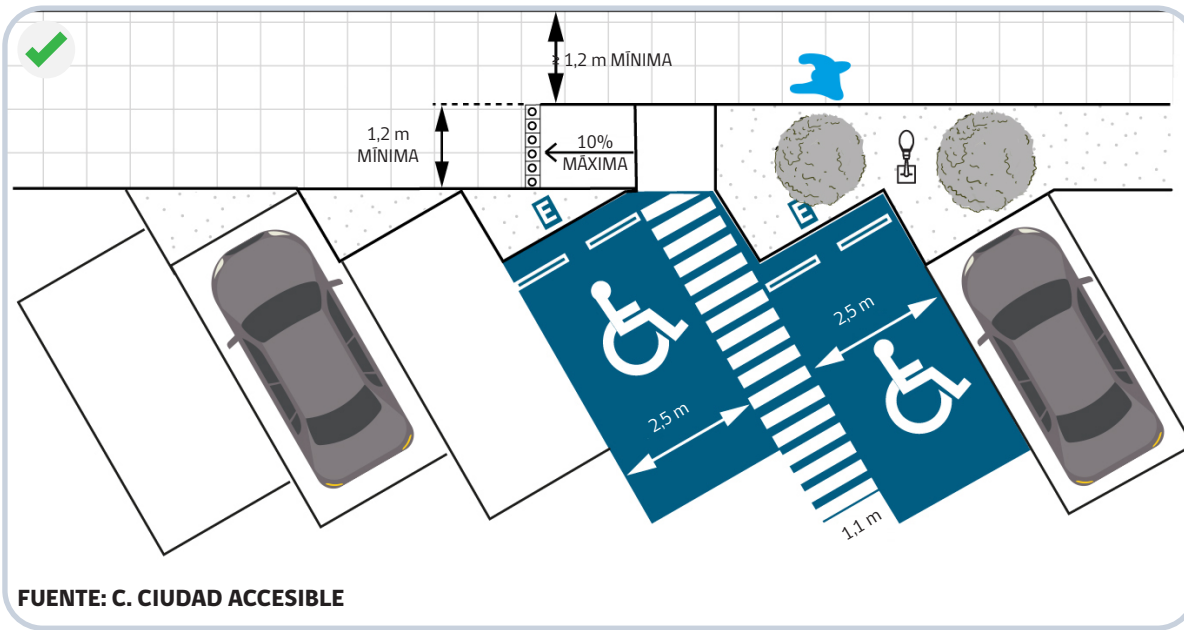 ≥ 1,2 m MÍNIMA
1,2 m
MÍNIMA
10%
MÁXIMA
E
E
2,5 m
2,5 m
1,1 m
FUENTE: C. CIUDAD ACCESIBLE